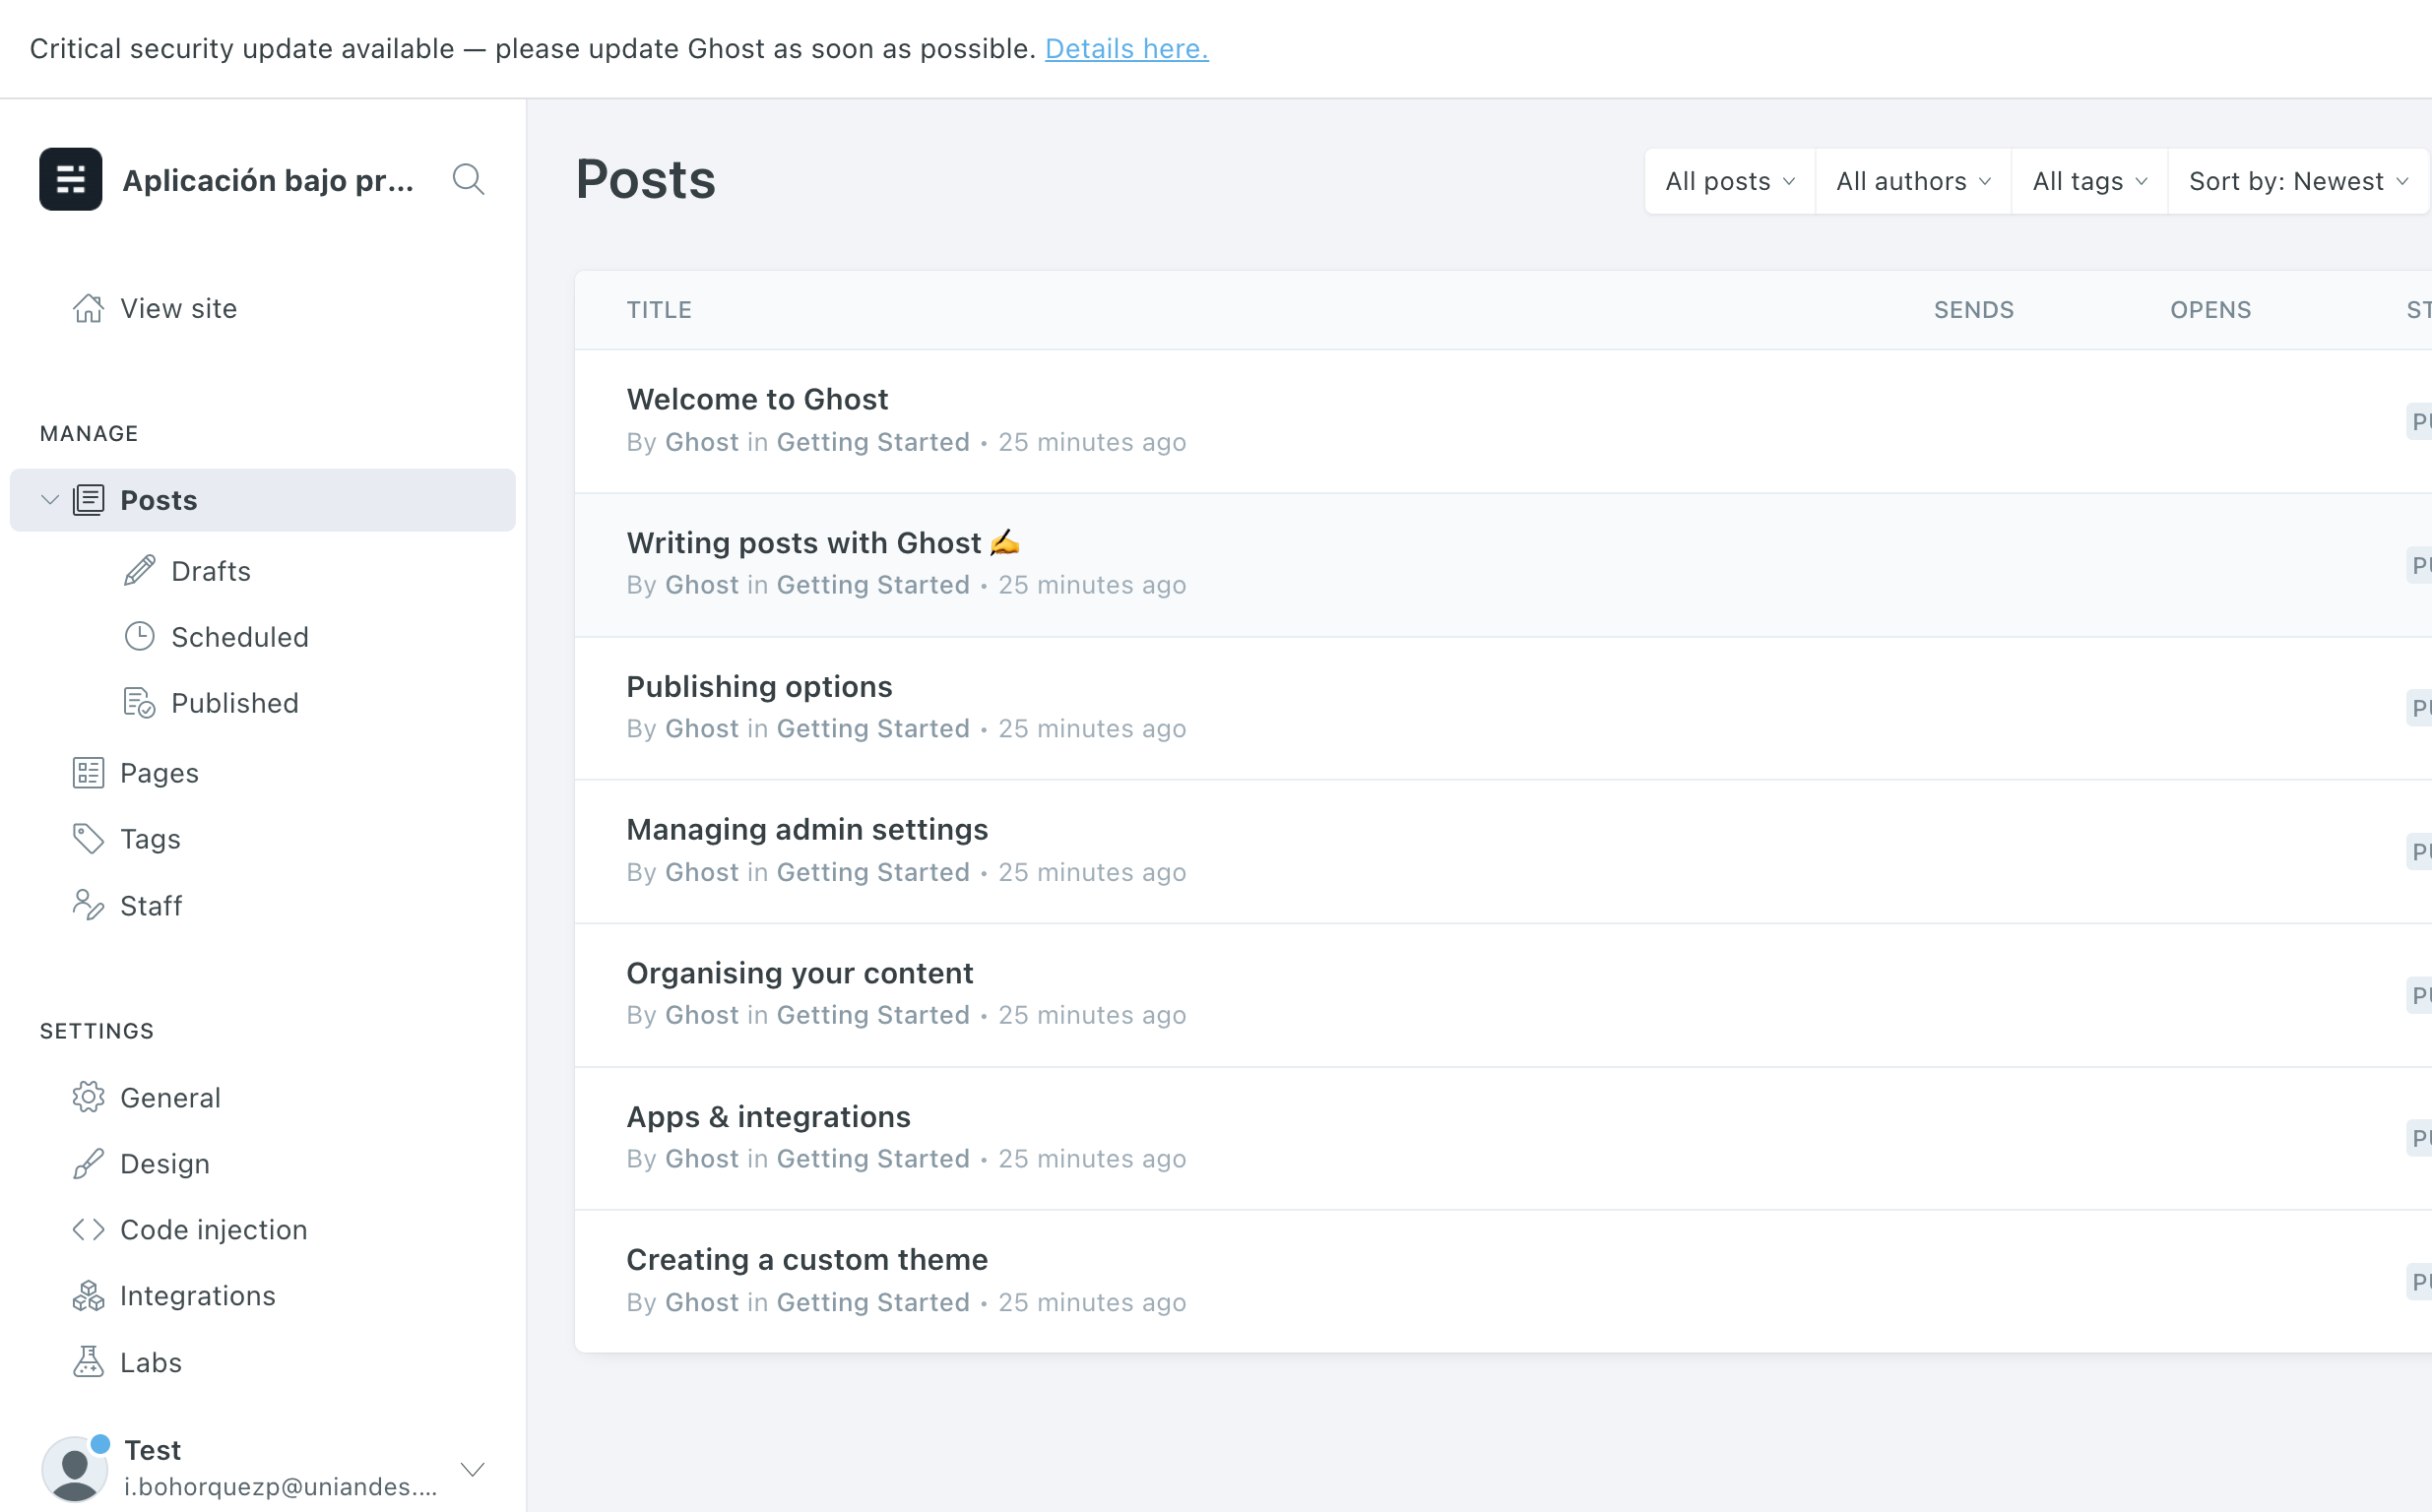 Critical security update available — please update Ghost as soon as possible. Details here.
Aplicación bajo pr...
View site
MANAGE
Posts
Drafts
Scheduled
Published
Pages
Tags
Staff
SETTINGS
General
Design
Code injection
Integrations
Labs
Test
i.bohorquezp@uniandes....
Posts
All posts
All authors
All tags
Sort by: Newest
TITLE SENDS OPENS ST
Welcome to Ghost
By Ghost in Getting Started • 25 minutes ago
PU
Writing posts with Ghost ✍️
By Ghost in Getting Started • 25 minutes ago
PU
Publishing options
By Ghost in Getting Started • 25 minutes ago
PU
Managing admin settings
By Ghost in Getting Started • 25 minutes ago
PU
Organising your content
By Ghost in Getting Started • 25 minutes ago
PU
Apps & integrations
By Ghost in Getting Started • 25 minutes ago
PU
Creating a custom theme
By Ghost in Getting Started • 25 minutes ago
PU